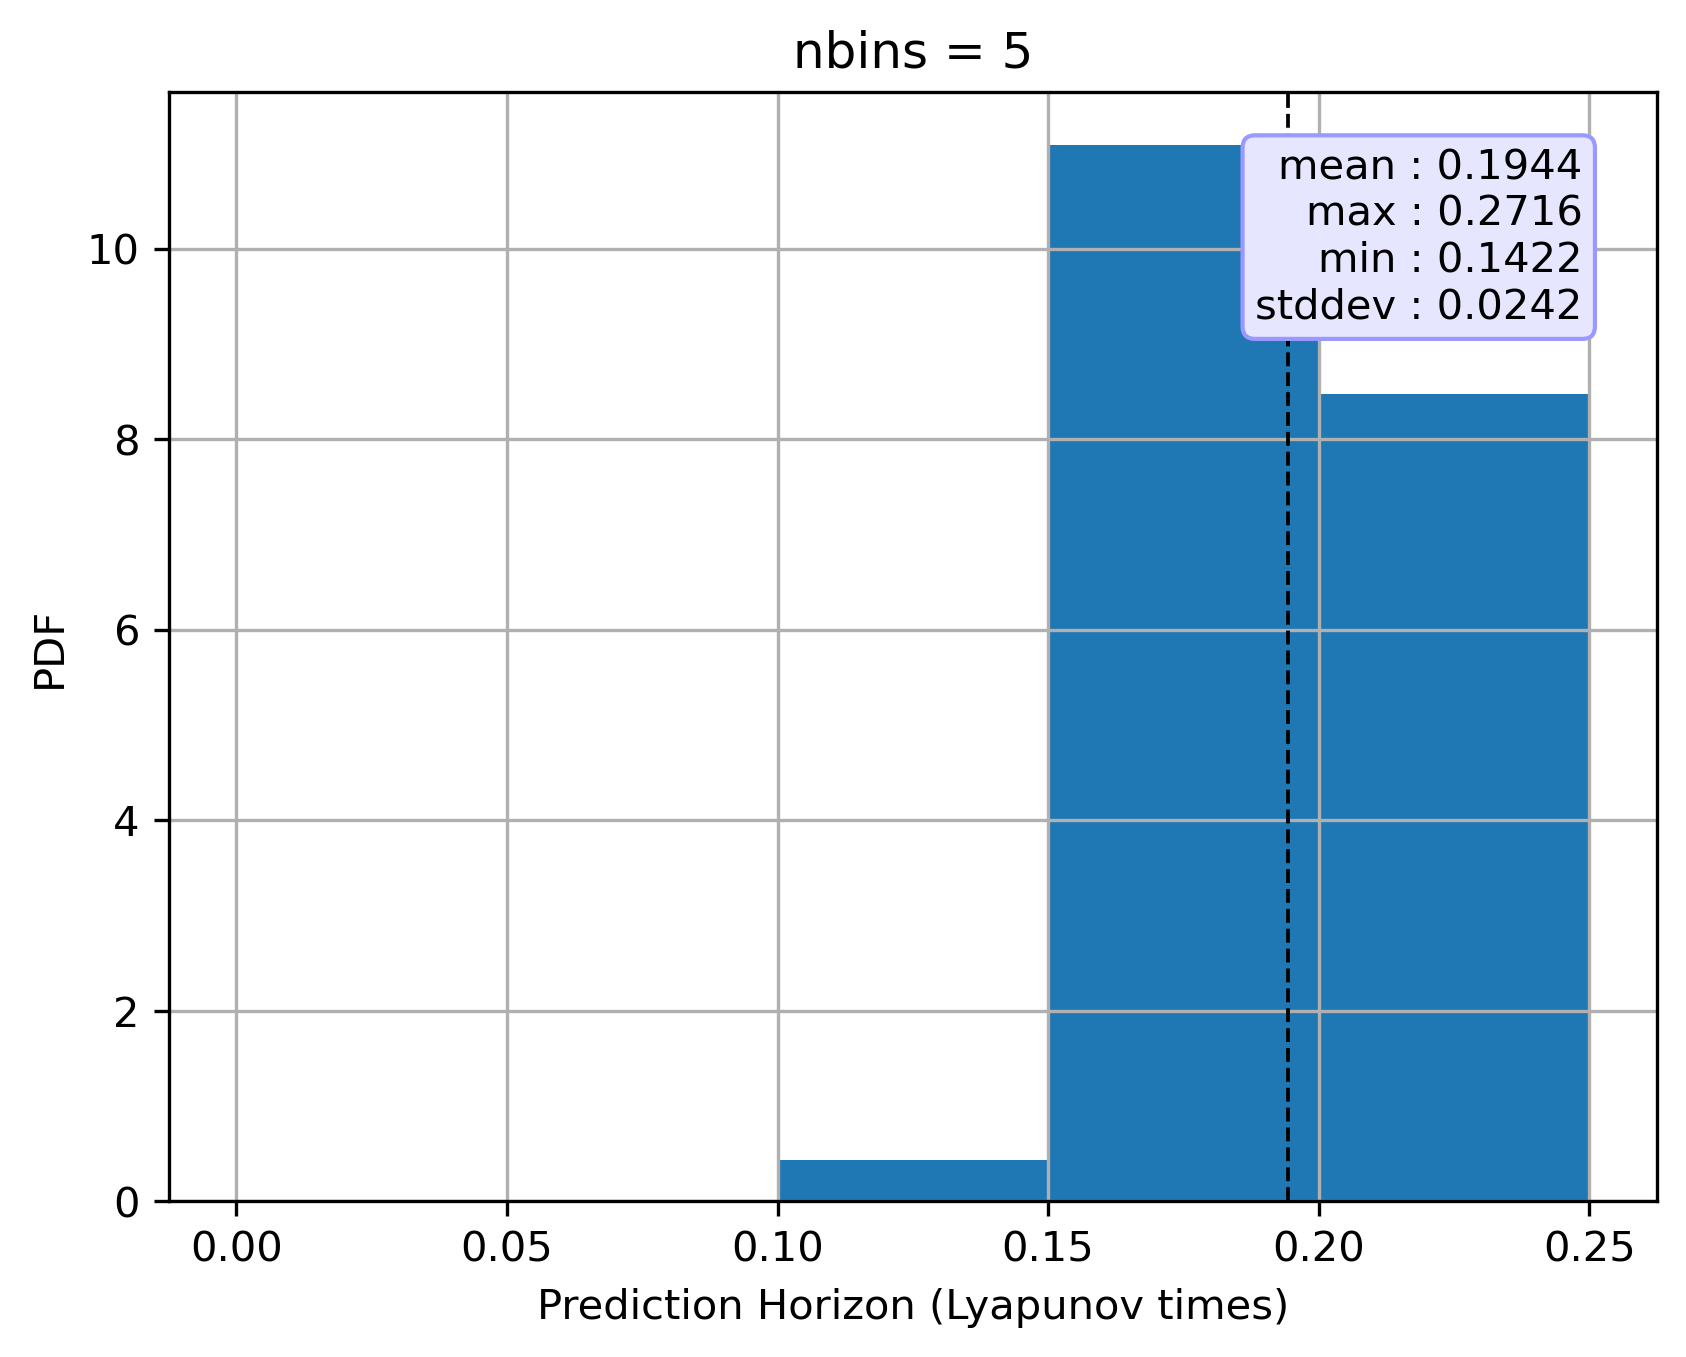 nbins = 5
mean : 0.1944
max : 0.2716
min : 0.1422
stddev : 0.0242
10
8
6
4
2
0
PDF
0.00 0.05 0.10 0.15 0.20 0.25
Prediction Horizon (Lyapunov times)